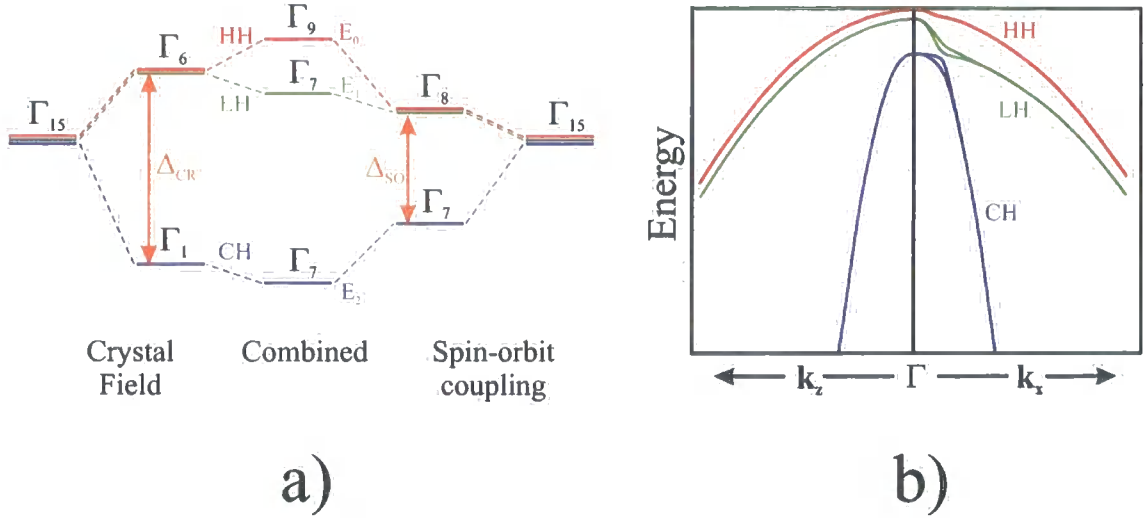 Γ9
HH
E0
Γ6
Γ7
LH
E1
Γ8
Γ15
Γ15
ΔCR
ΔSO
Γ7
Γ1
CH
Γ7
E2
Crystal Field
Combined
Spin-orbit coupling
a)
HH
LH
CH
Energy
kz
Γ
kx
b)